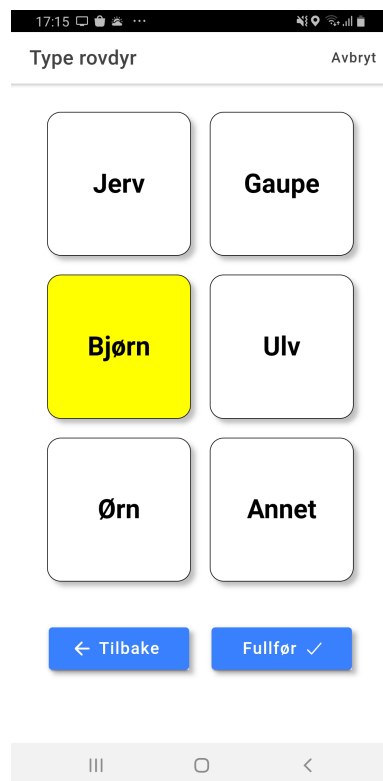 17:15
Type rovdyr Avbryt
Jerv Gaupe
Bjørn Ulv
Ørn Annet
Tilbake Fullfør